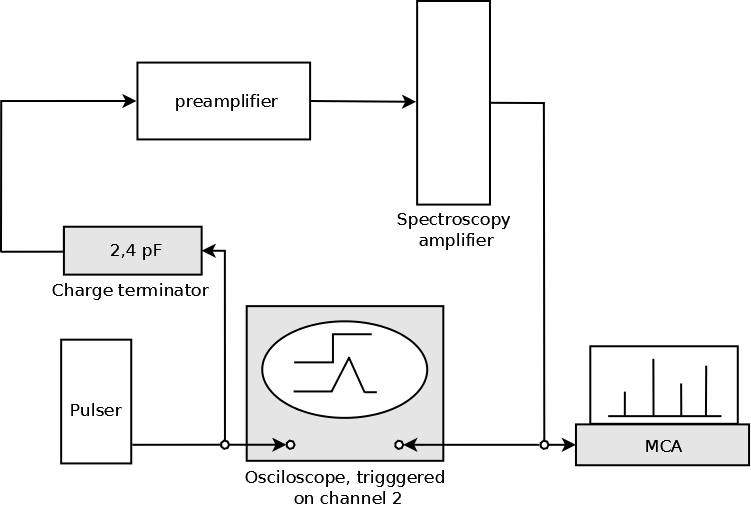 preamplifier
Spectroscopy
amplifier
2,4 pF
Charge terminator
Pulser
Osciloscope, trigggered
on channel 2
MCA